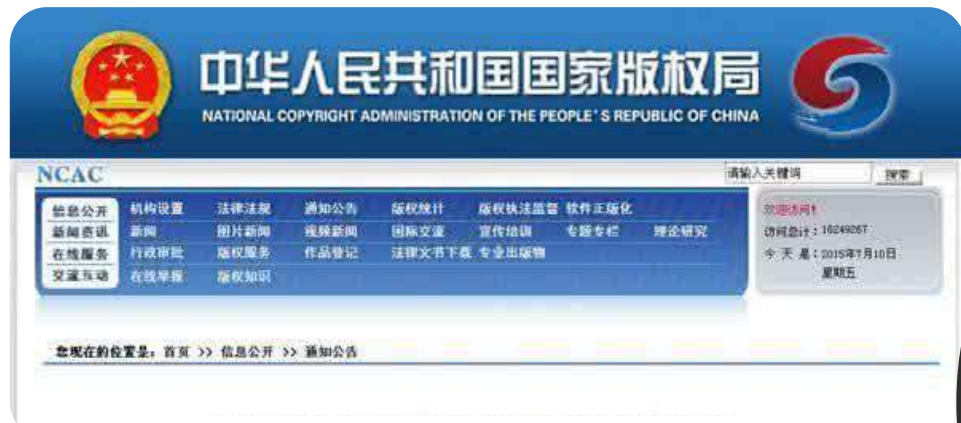 中华人民共和国国家版权局
NATIONAL COPYRIGHT ADMINISTRATION OF THE PEOPLE'S REPUBLIC OF CHINA
NCAC
请输入关键词 搜索
信息公开 机构设置 法律法规 通知公告 版权统计 版权执法监督 软件正版化
新闻资讯 新闻 图片新闻 视频新闻 国际交流 宣传培训 专题专栏 理论研究
在线服务 行政审批 版权服务 作品登记 法律文书下载 专业出版物
交流互动 在线举报 版权知识
欢迎访问!
访问总计:16249267
今 天 是:2015年7月10日
星期五
您现在的位置是:首页 >> 信息公开 >> 通知公告